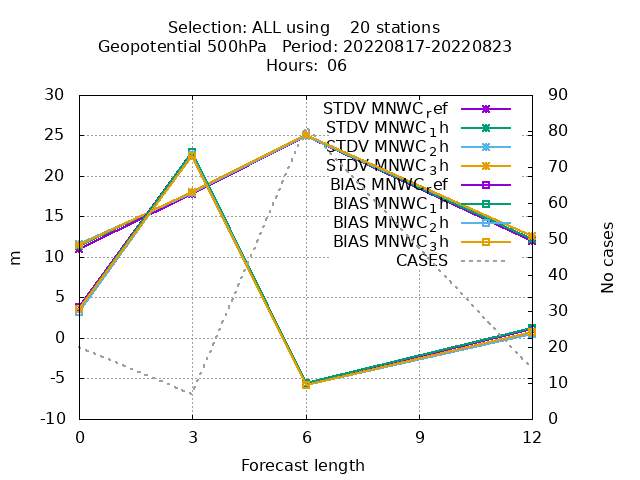 Selection: ALL using    20 stations
Geopotential 500hPa   Period: 20220817-20220823
Hours: 06
30 90
STDV MNWC_ref
25 STDV MNWC_1h 80
STDV MNWC_2h
20 STDV MNWC_3h 70
BIAS MNWC_ref
15 BIAS MNWC_1h 60
BIAS MNWC_2h
10 BIAS MNWC_3h 50
CASES
5 40
0 30
-5 20
-10 10
0
m
No cases
0 3 6 9 12
Forecast length